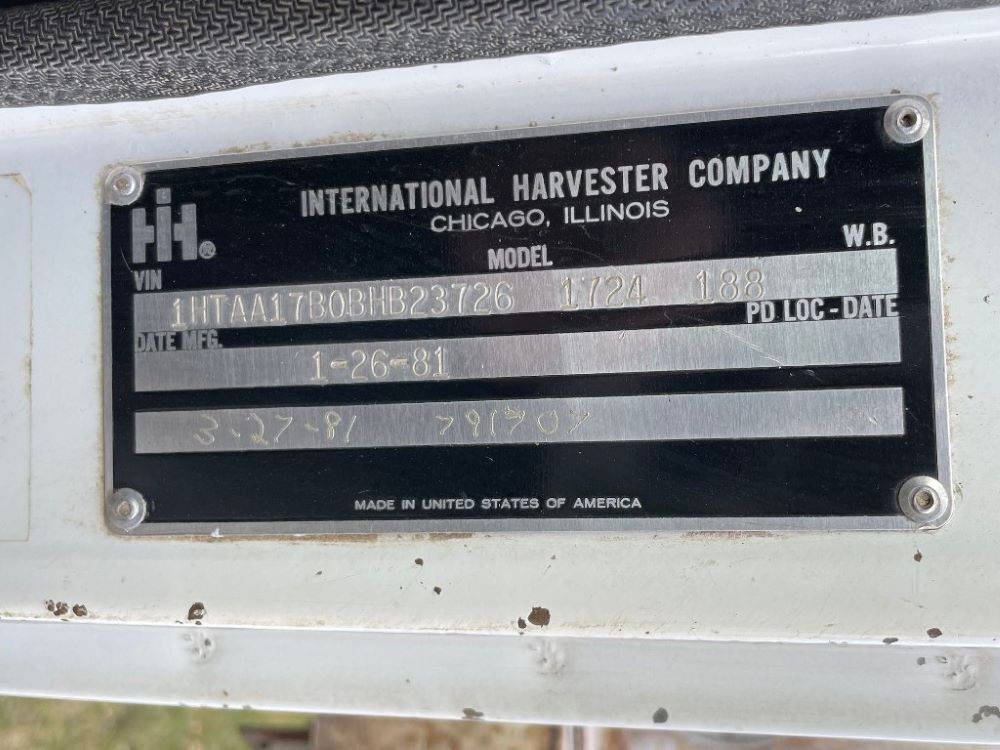 INTERNATIONAL HARVESTER COMPANY
IH®
CHICAGO, ILLINOIS
VIN MODEL W.B.
1HTAA17B0BHB23726 1724 188
DATE MFG. PD LOC - DATE
1-26-81
3-27-81 791707
MADE IN UNITED STATES OF AMERICA